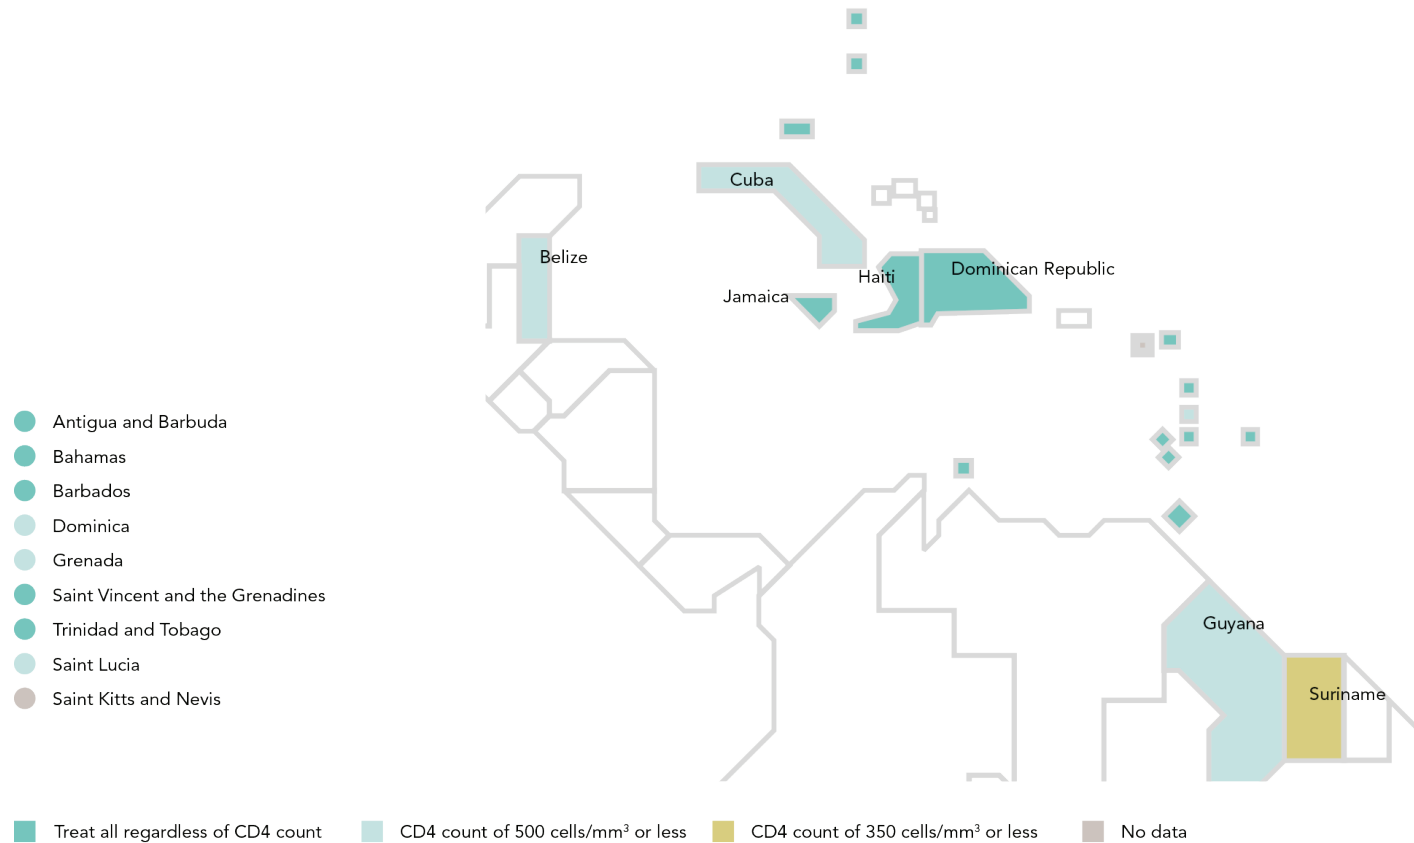 Cuba
Belize
Dominican Republic
Haiti
Jamaica
Antigua and Barbuda
Bahamas
Barbados
Dominica
Grenada
Saint Vincent and the Grenadines
Trinidad and Tobago
Saint Lucia
Saint Kitts and Nevis
Guyana
Suriname
Treat all regardless of CD4 count
CD4 count of 500 cells/mm³ or less
CD4 count of 350 cells/mm³ or less
No data